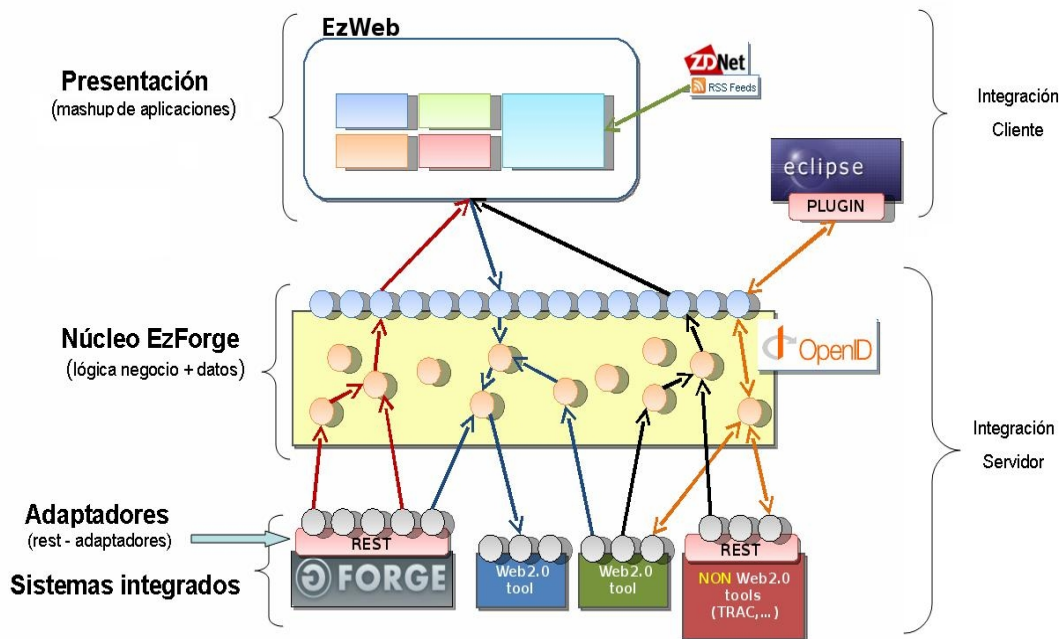 EzWeb
Presentación
(mashup de aplicaciones)
ZDNet
RSS Feeds
Integración
Cliente
eclipse
PLUGIN
Núcleo EzForge
(lógica negocio + datos)
OpenID
Integración
Servidor
Adaptadores
(rest - adaptadores)
REST
REST
Sistemas integrados
FORGE
Web2.0
tool
Web2.0
tool
NON Web2.0
tools
(TRAC,...)